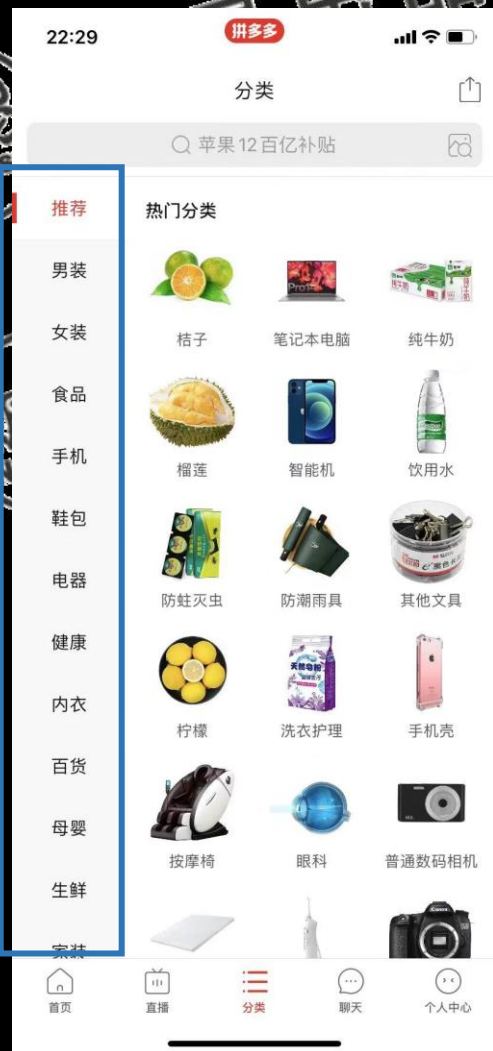 22:29
拼多多
分类
苹果12百亿补贴
推荐
男装
女装
食品
手机
鞋包
电器
健康
内衣
百货
母婴
生鲜
家装
热门分类
桔子 笔记本电脑 纯牛奶
榴莲 智能机 饮用水
防蛀灭虫 防潮雨具 其他文具
柠檬 洗衣护理 手机壳
按摩椅 眼科 普通数码相机
首页 直播 分类 聊天 个人中心